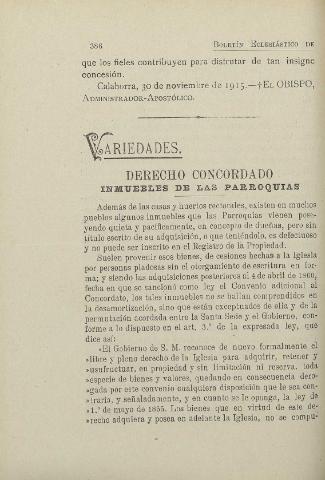 386 BOLETÍN ECLESIÁSTICO DE
que los fieles contribuyen para disfrutar de tan insigne
concesión.
Calahorra, 30 de noviembre de 1915.—†EL OBISPO,
ADMINISTRADOR-APOSTÓLICO.
VARIEDADES.
DERECHO CONCORDADO
INMUEBLES DE LAS PARROQUIAS
Además de las casas y huertos rectorales, existen en muchos
pueblos algunos inmuebles que las Parroquias vienen pose-
yendo quieta y pacíficamente, en concepto de dueñas, pero sin
título escrito de su adquisición, o que teniéndolo, es defectuoso
y no puede ser inscrito en el Registro de la Propiedad.
Suelen provenir esos bienes, de cesiones hechas a la Iglesia
por personas piadosas sin el otorgamiento de escritura en for-
ma; y siendo las adquisiciones posteriores al 4 de abril de 1860,
fecha en que se sancionó como ley el Convenio adicional al
Concordato, los tales inmuebles no se hallan comprendidos en
la desamortización, sino que están exceptuados de ella y de la
permutación acordada entre la Santa Sede y el Gobierno, con-
forme a lo dispuesto en el art. 3.º de la expresada ley, que
dice así:
«El Gobierno de S. M. reconoce de nuevo formalmente el
»libre y pleno derecho de la Iglesia para adquirir, retener y
»usufructuar, en propiedad y sin limitación ni reserva, toda
»especie de bienes y valores, quedando en consecuencia dero-
»gada por este convenio cualquiera disposición que le sea con-
»traria, y señaladamente, y en cuanto se le oponga, la ley de
»1.º de mayo de 1855. Los bienes que en virtud de este de-
»recho adquiera y posea en adelante la Iglesia, no se compu-